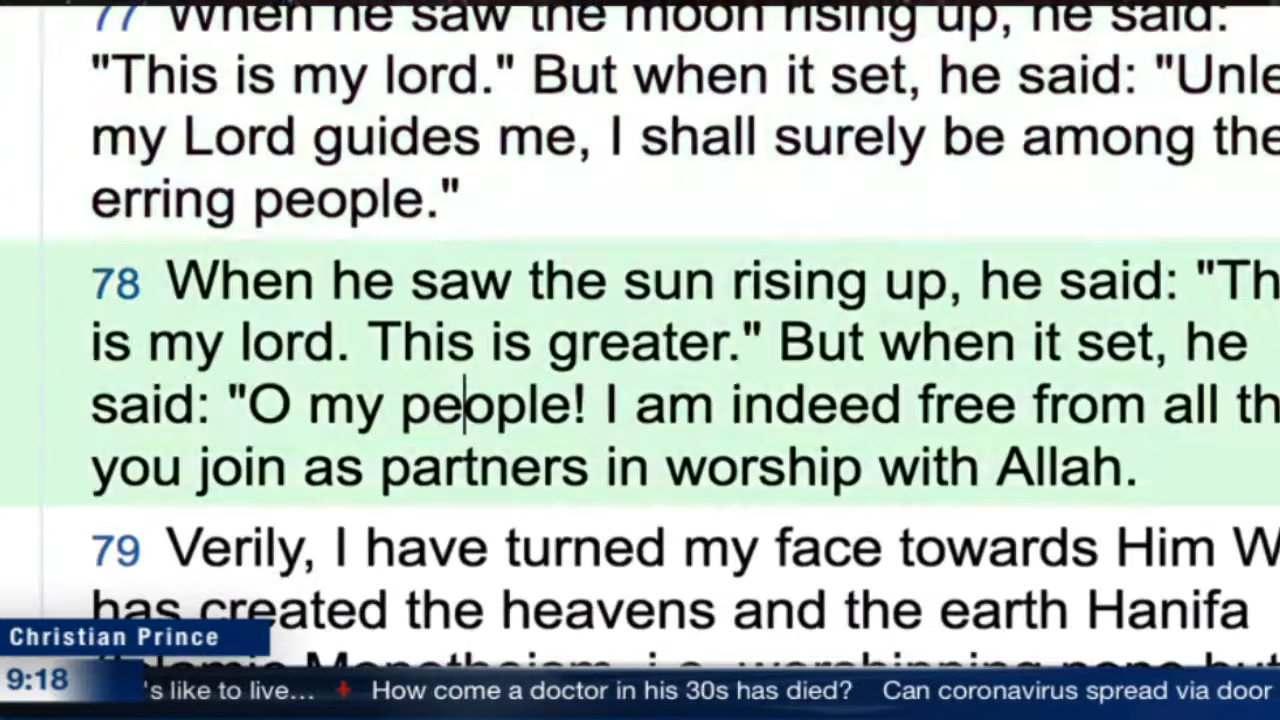 77 When he saw the moon rising up, he said:
"This is my lord." But when it set, he said: "Unle
my Lord guides me, I shall surely be among the
erring people."
78 When he saw the sun rising up, he said: "Th
is my lord. This is greater." But when it set, he
said: "O my people! I am indeed free from all th
you join as partners in worship with Allah.
79 Verily, I have turned my face towards Him W
has created the heavens and the earth Hanifa
(Islamic Monotheism, i.e. worshipping none but
Christian Prince
9:18 's like to live... How come a doctor in his 30s has died? Can coronavirus spread via door